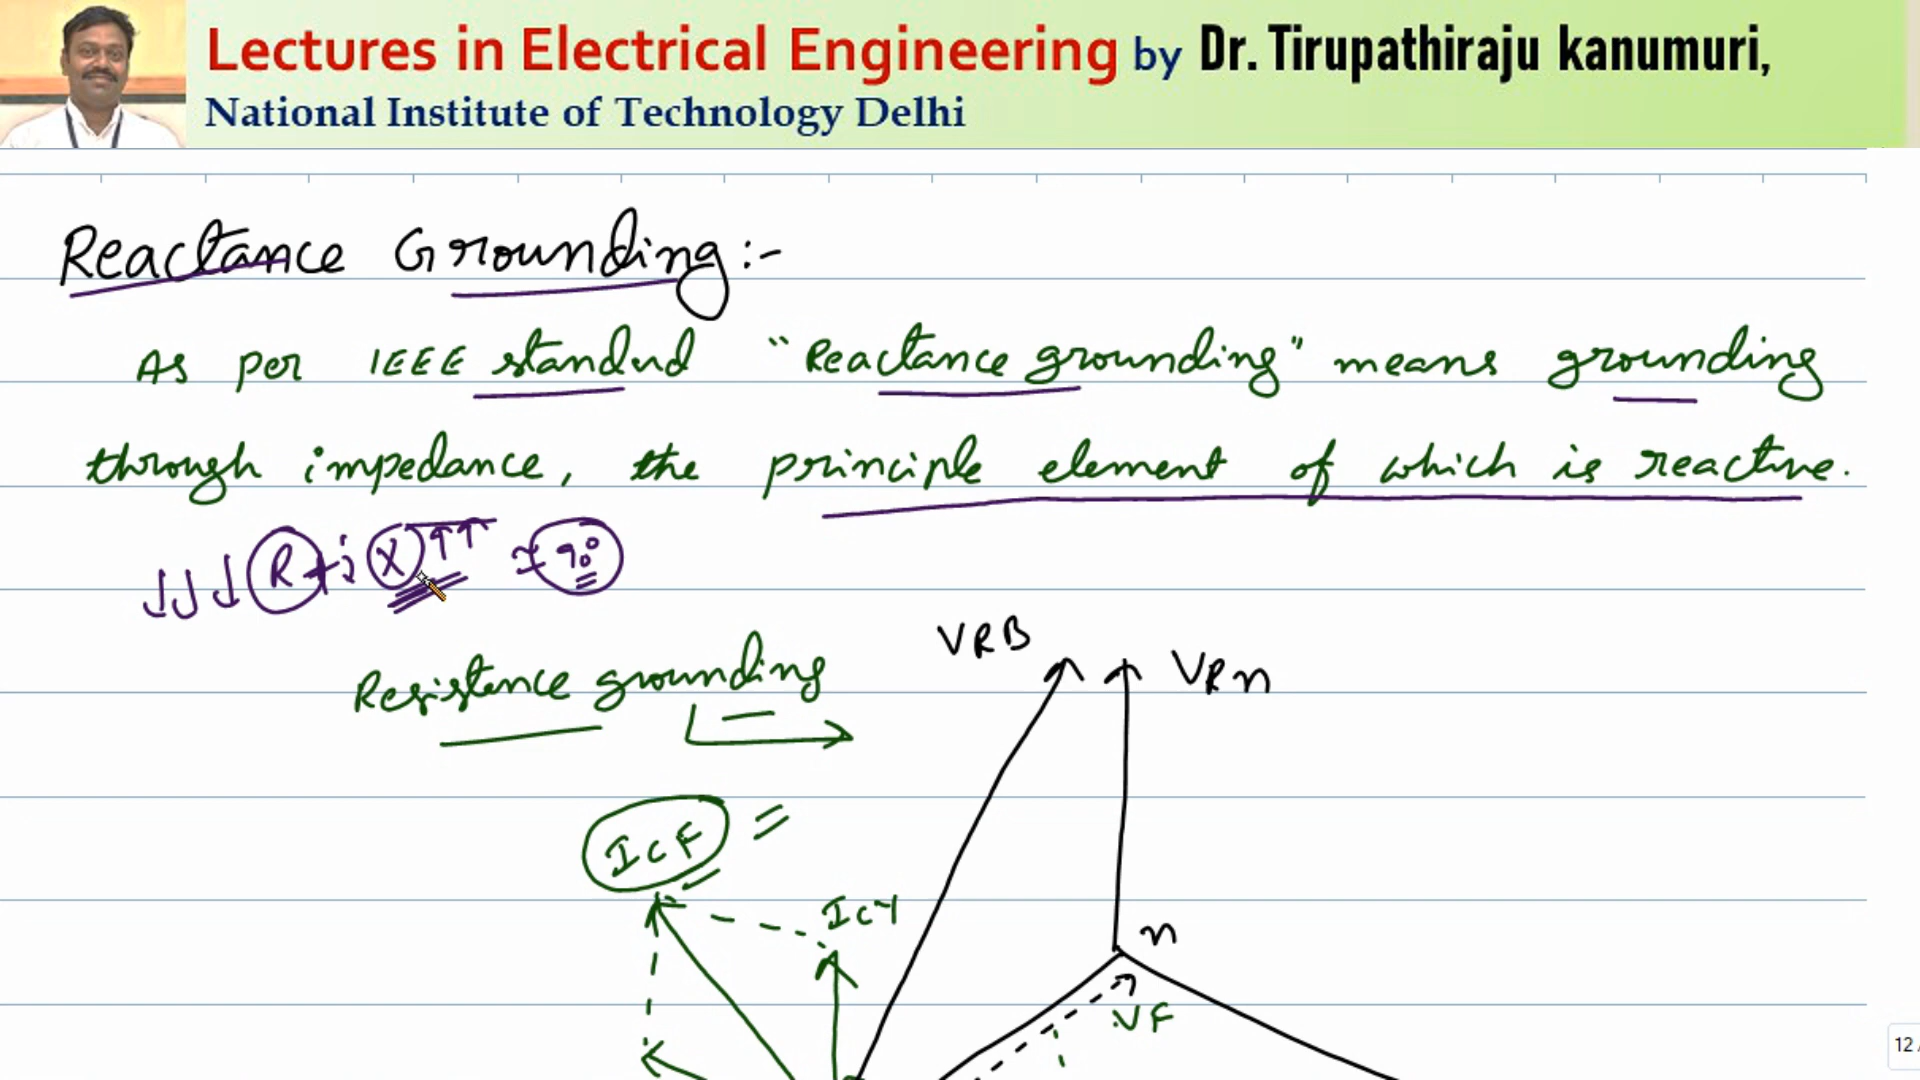 Lectures in Electrical Engineering by Dr. Tirupathiraju kanumuri,
National Institute of Technology Delhi
Reactance Grounding:-
As per IEEE standard "Reactance grounding" means grounding
through impedance, the principle element of which is reactive.
↓↓↓ R+j X↑↑ ≈ 90°
Resistance grounding
VRB
VRn
IcF =
IcY
n
VF
12/